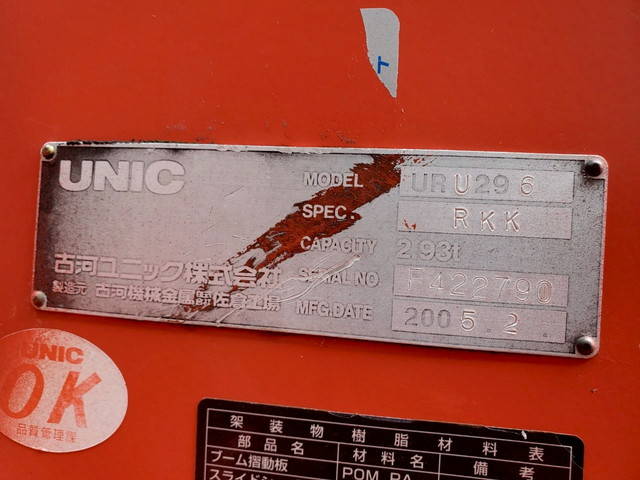 ト
UNIC
MODEL URU296
SPEC. RKK
CAPACITY 2.93t
SERIAL NO F422790
MFG.DATE 2005.2
古河ユニック株式会社
製造元 古河機械金属㈱佐倉工場
UNIC
OK
品質管理課
架装物樹脂材料表
部品名 材料名 備考
ブーム摺動板 POM, PA
スライド